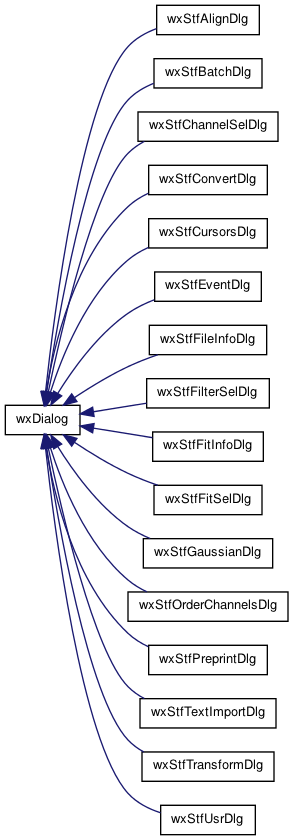 wxStfAlignDlg
wxStfBatchDlg
wxStfChannelSelDlg
wxStfConvertDlg
wxStfCursorsDlg
wxStfEventDlg
wxStfFileInfoDlg
wxStfFilterSelDlg
wxDialog
wxStfFitInfoDlg
wxStfFitSelDlg
wxStfGaussianDlg
wxStfOrderChannelsDlg
wxStfPreprintDlg
wxStfTextImportDlg
wxStfTransformDlg
wxStfUsrDlg